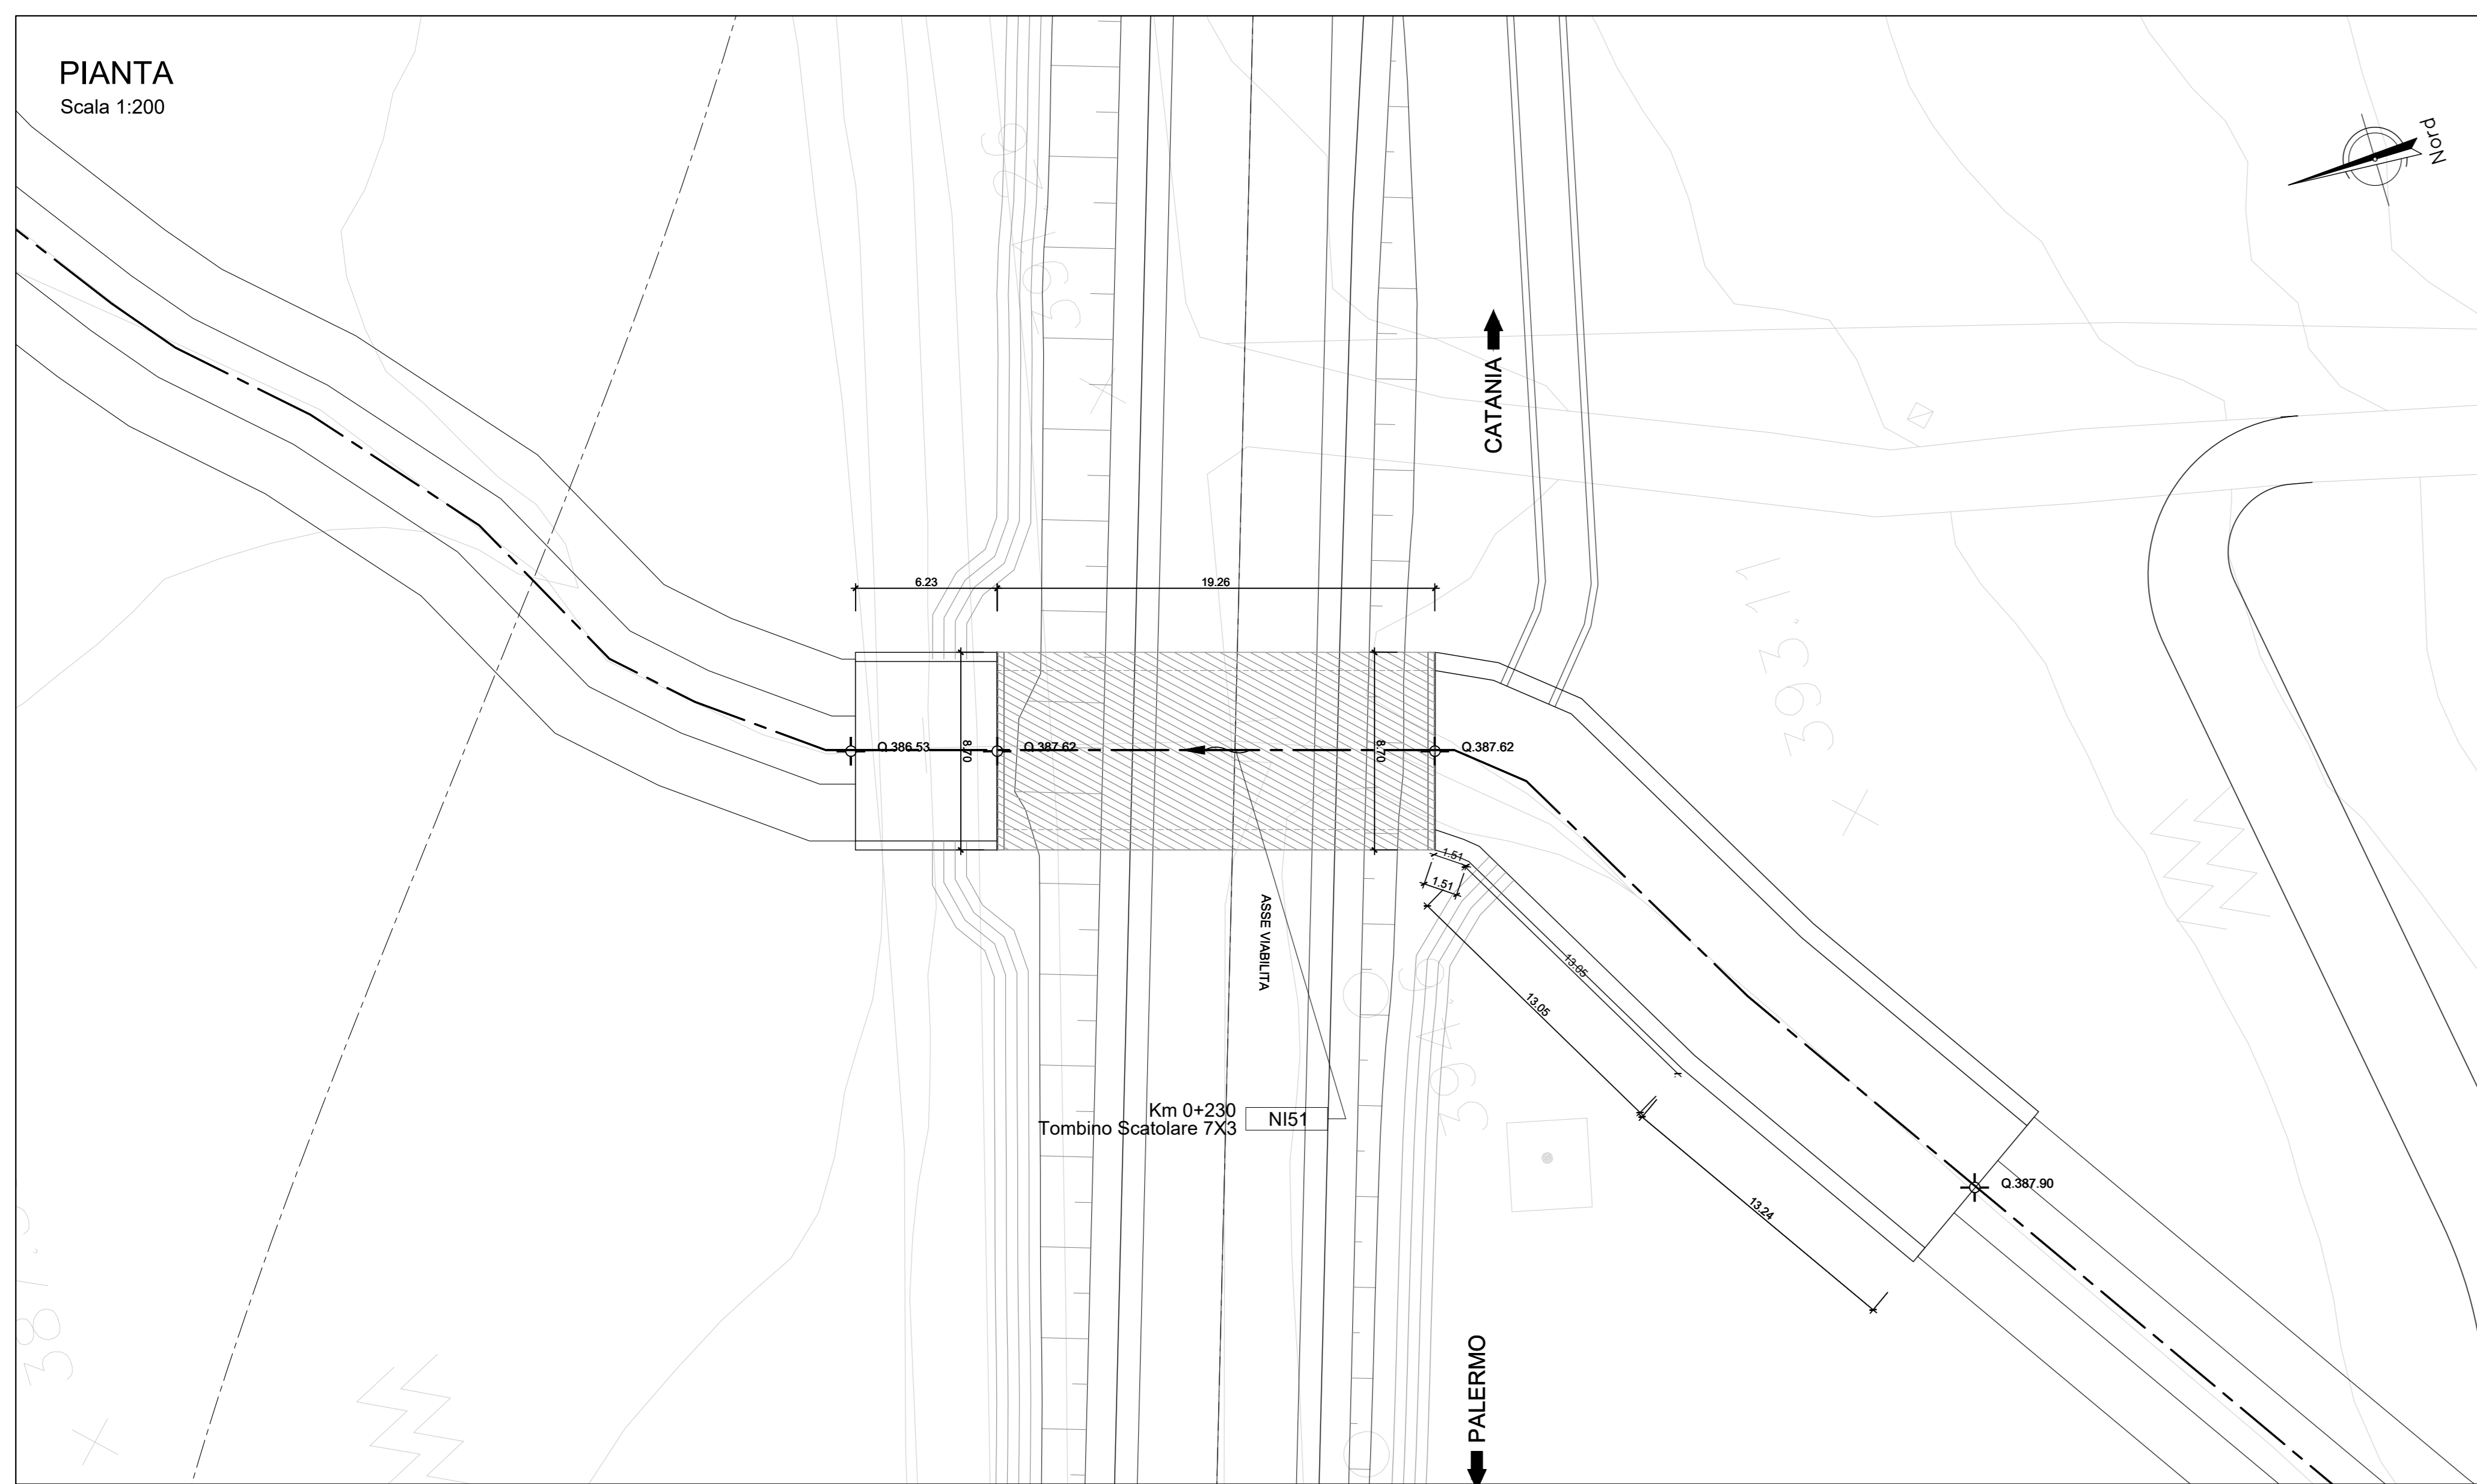 PIANTA
Scala 1:200
Nord
CATANIA
6.23
19.26
Q.386.53
8.70
Q.387.62
8.70
Q.387.62
1.51
1.51
ASSE VIABILITA
13.05
13.05
Km 0+230
Tombino Scatolare 7X3
NI51
Q.387.90
13.24
PALERMO